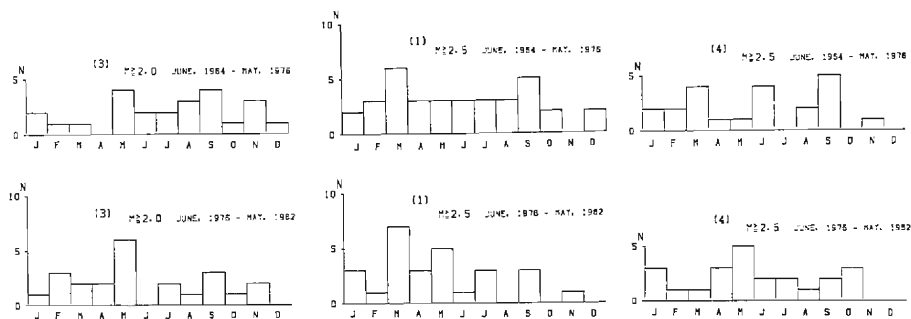 10
N
(1) M≧2.5 JUNE, 1964 - MAY, 1976
5
0
J F M A M J J A S O N D
N
(3) M≧2.0 JUNE, 1964 - MAY, 1976
5
0
J F M A M J J A S O N D
N
(4) M≧2.5 JUNE, 1964 - MAY, 1976
5
0
J F M A M J J A S O N D
N
10
(3) M≧2.0 JUNE, 1976 - MAY, 1982
5
0
J F M A M J J A S O N D
N
10
(1) M≧2.5 JUNE, 1976 - MAY, 1982
5
0
J F M A M J J A S O N D
N
(4) M≧2.5 JUNE, 1976 - MAY, 1982
5
0
J F M A M J J A S O N D